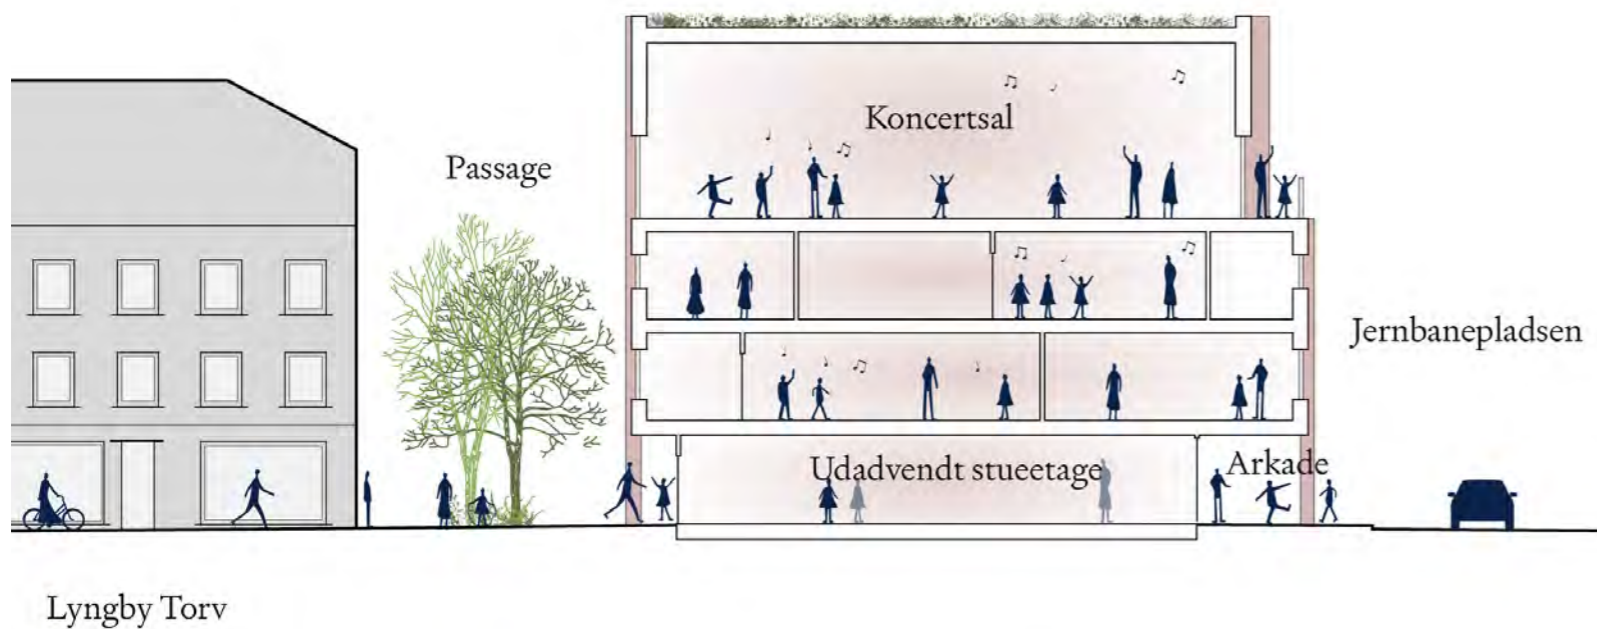 Koncertsal
Passage
Jernbanepladsen
Udadvendt stueetage
Arkade
Lyngby Torv